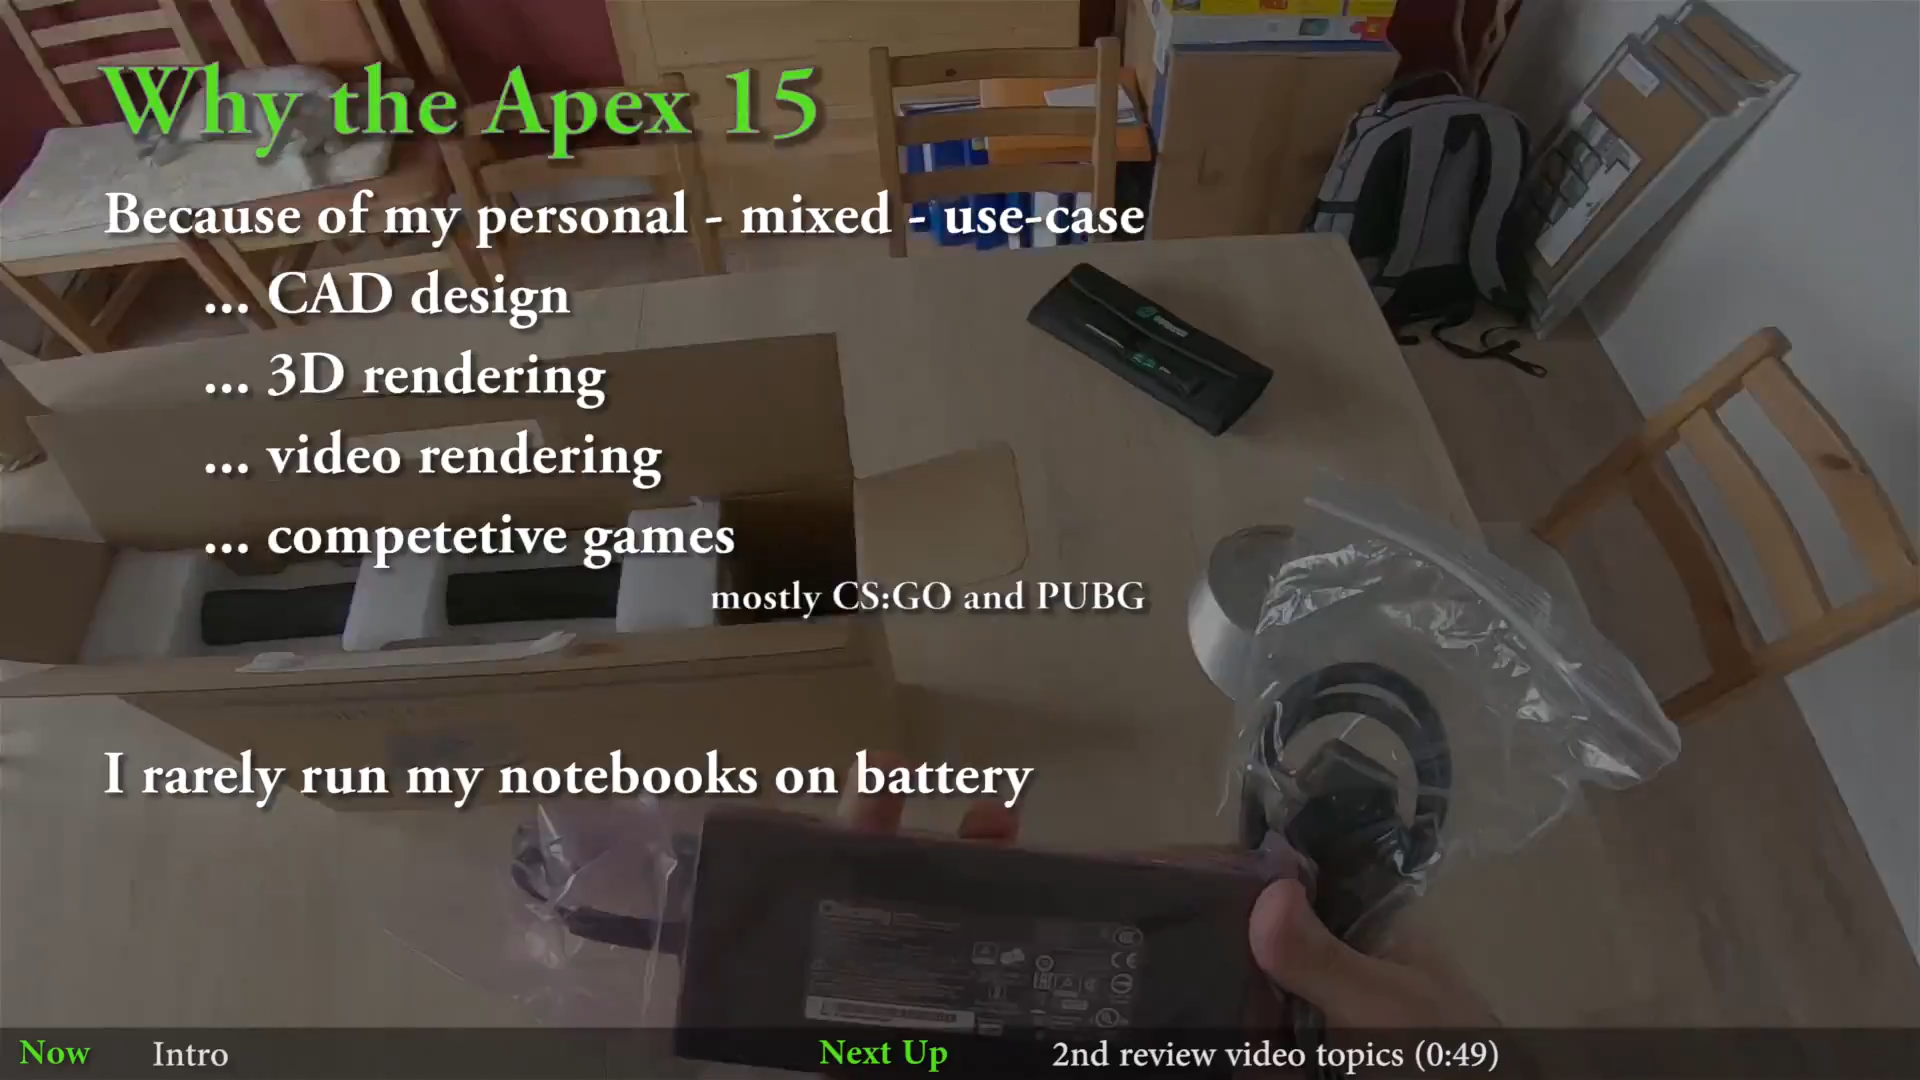 Why the Apex 15
Because of my personal - mixed - use-case
... CAD design
... 3D rendering
... video rendering
... competetive games
mostly CS:GO and PUBG
I rarely run my notebooks on battery
Now Intro Next Up 2nd review video topics (0:49)